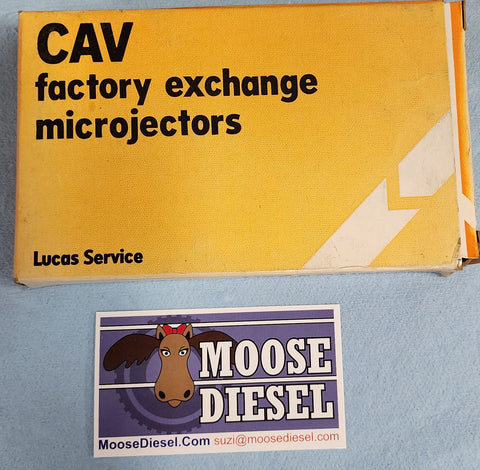 CAV
factory exchange
microjectors
Lucas Service
MOOSE
DIESEL
MooseDiesel.Com suzi@moosediesel.com